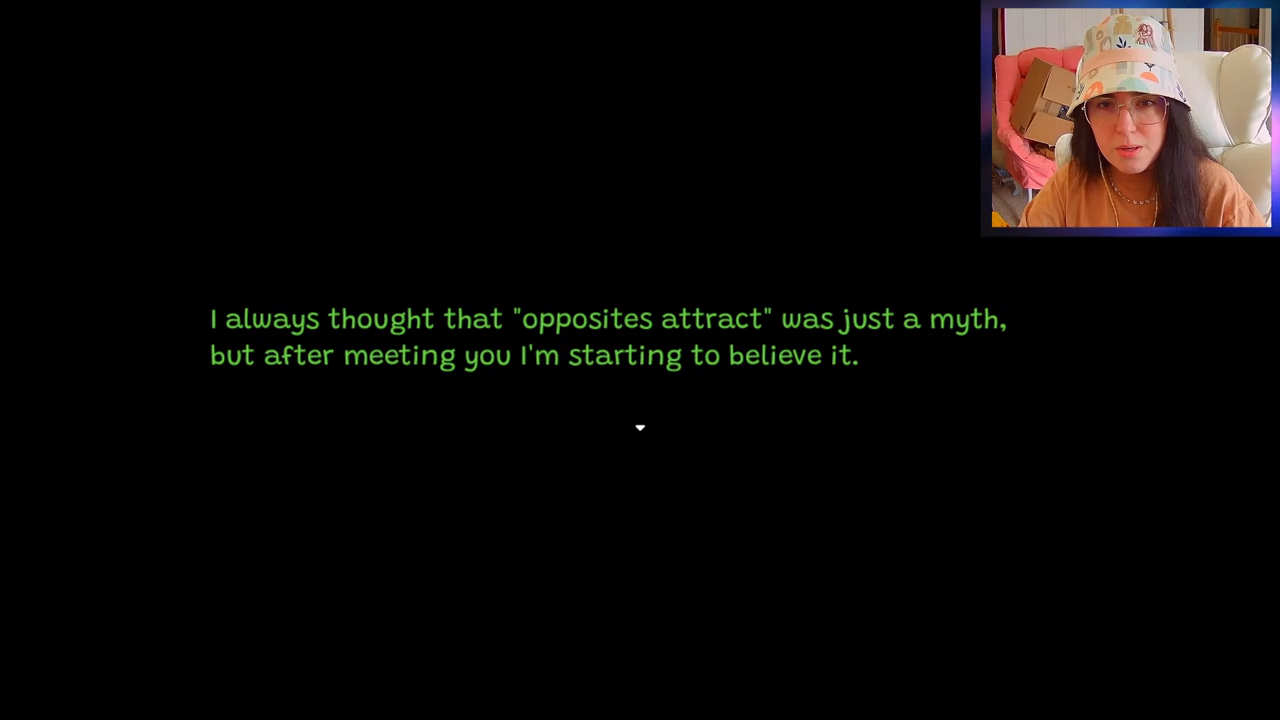 I always thought that "opposites attract" was just a myth,
but after meeting you I'm starting to believe it.